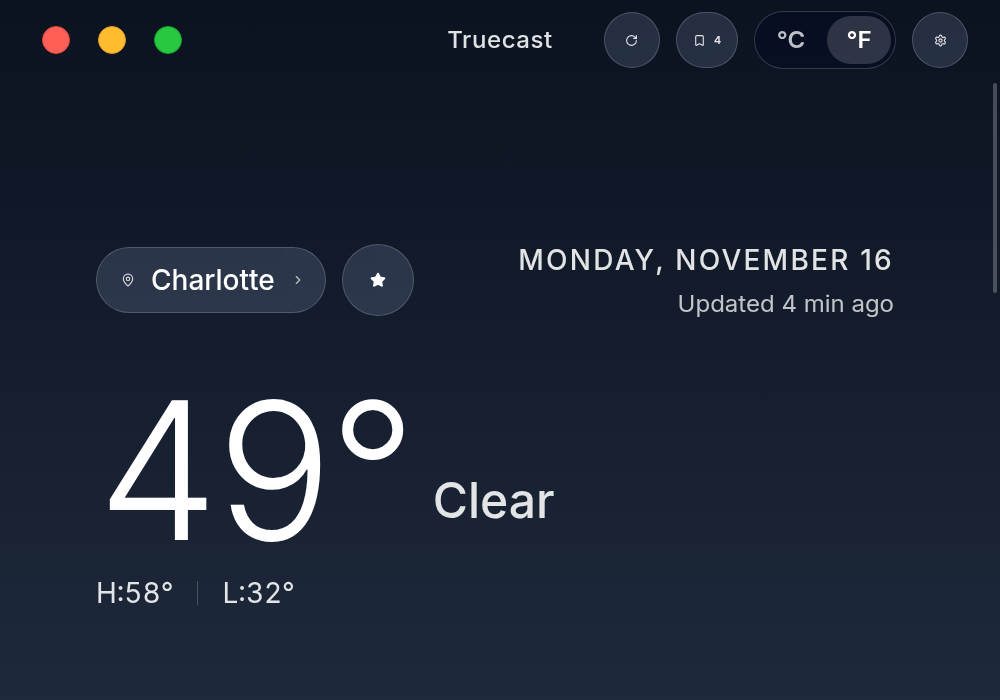 Truecast
4
°C
°F
Charlotte
MONDAY, NOVEMBER 16
Updated 4 min ago
49°
Clear
H:58°
L:32°